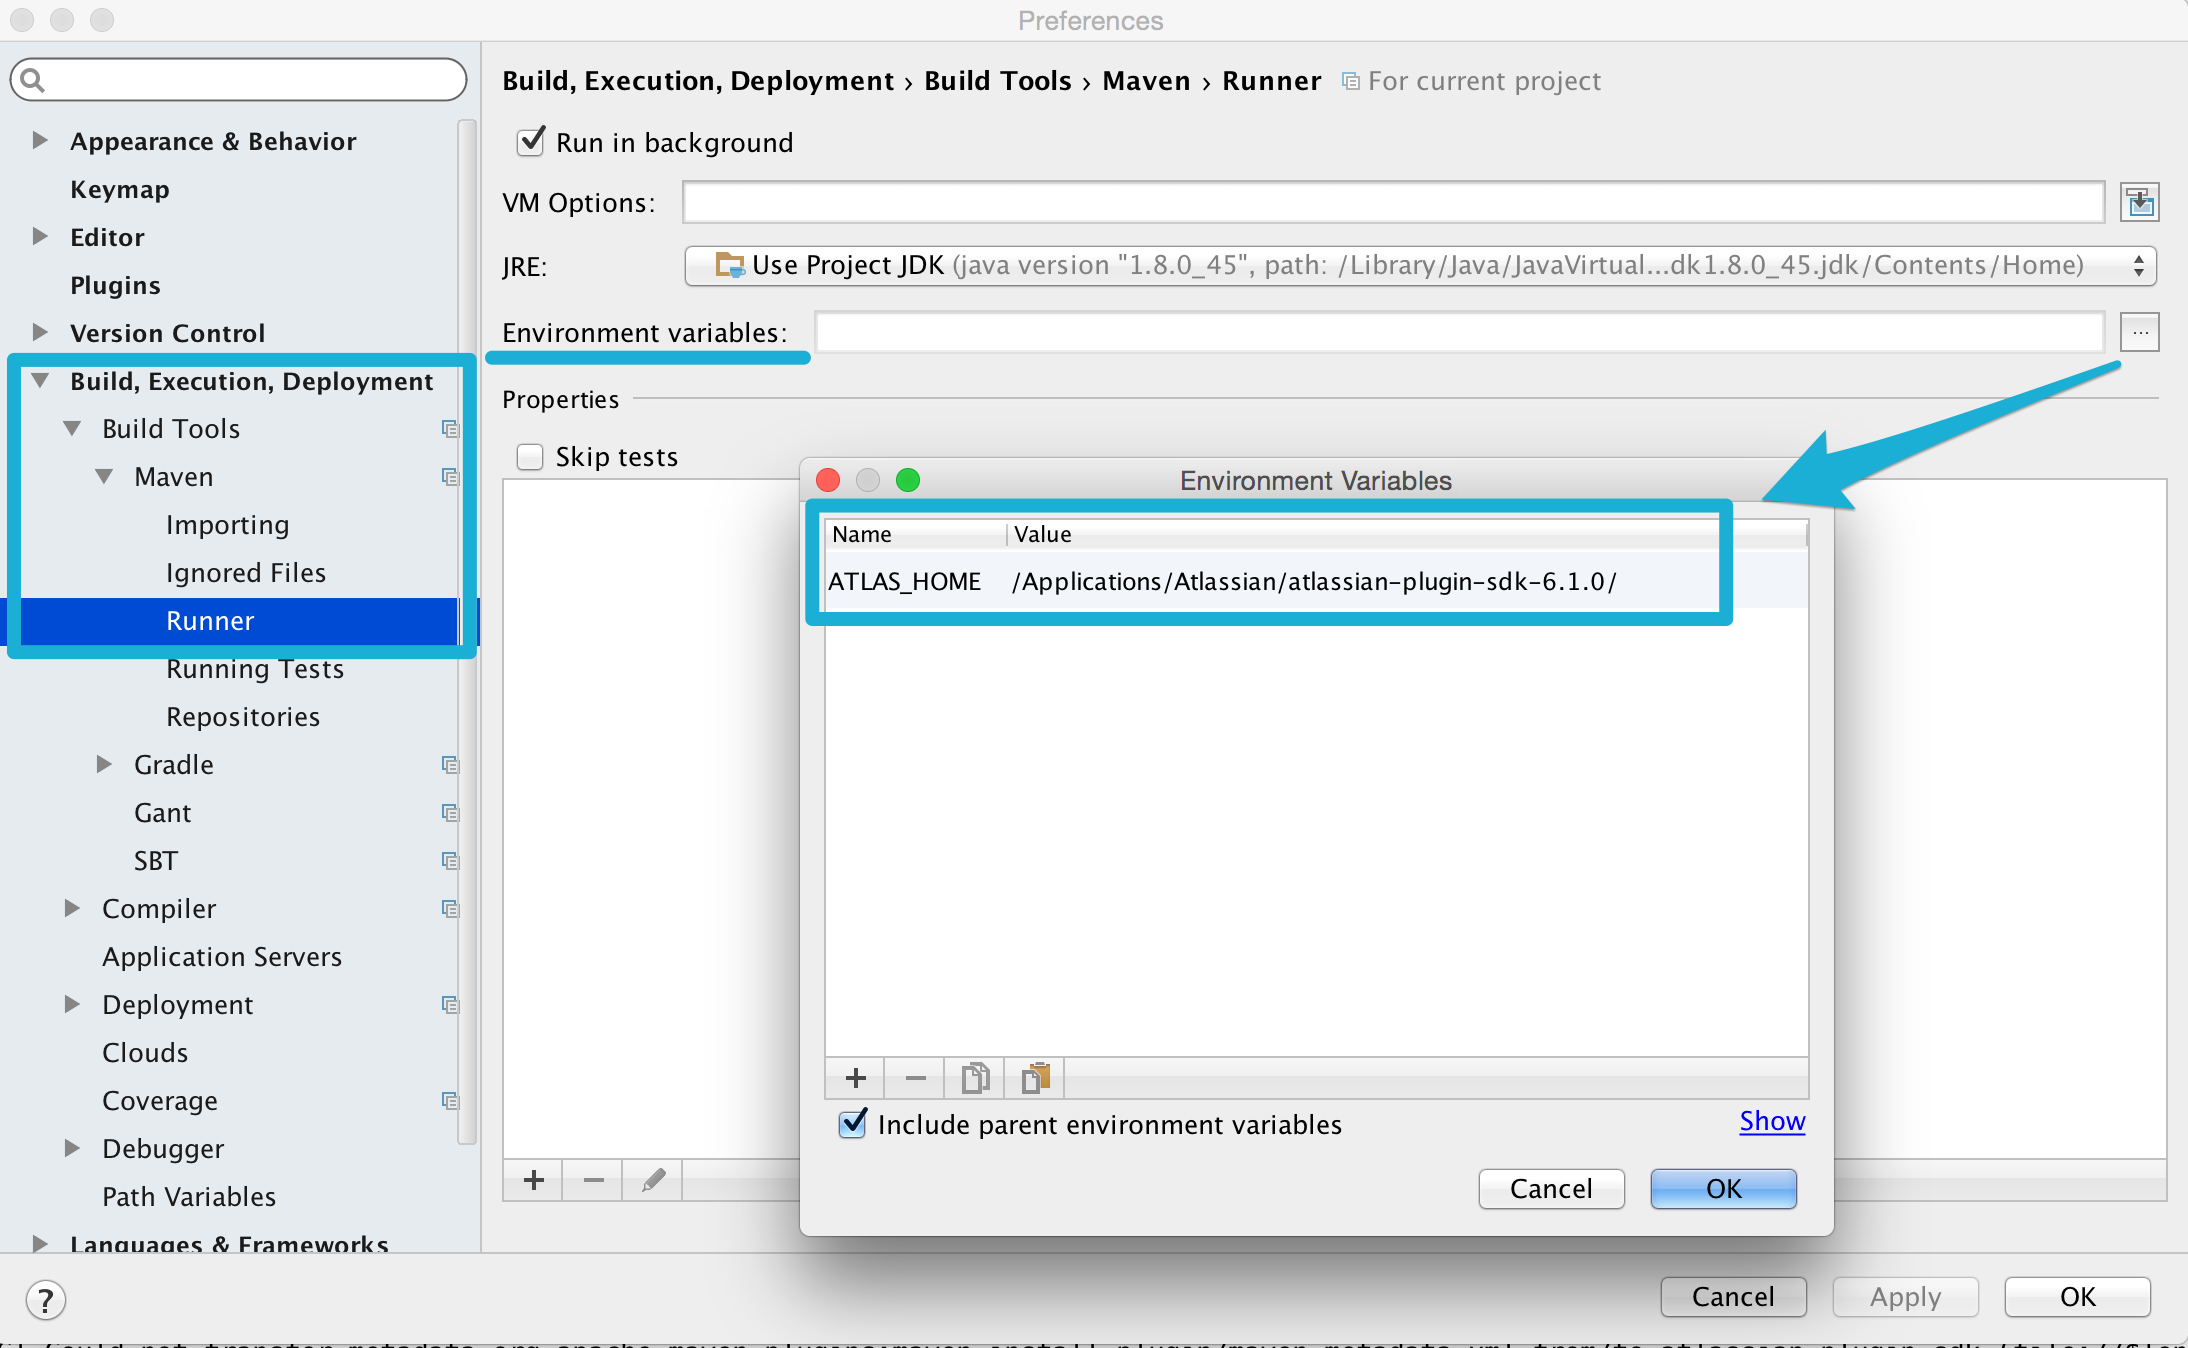 Preferences
Build, Execution, Deployment › Build Tools › Maven › Runner For current project
Appearance & Behavior
Keymap
Editor
Plugins
Version Control
Build, Execution, Deployment
Build Tools
Maven
Importing
Ignored Files
Runner
Running Tests
Repositories
Gradle
Gant
SBT
Compiler
Application Servers
Deployment
Clouds
Coverage
Debugger
Path Variables
Languages & Frameworks
?
Run in background
VM Options:
JRE: Use Project JDK (java version "1.8.0_45", path: /Library/Java/JavaVirtual...dk1.8.0_45.jdk/Contents/Home)
Environment variables: ...
Properties
Skip tests
Environment Variables
Name Value
ATLAS_HOME /Applications/Atlassian/atlassian-plugin-sdk-6.1.0/
Include parent environment variables Show
Cancel OK
Cancel Apply OK